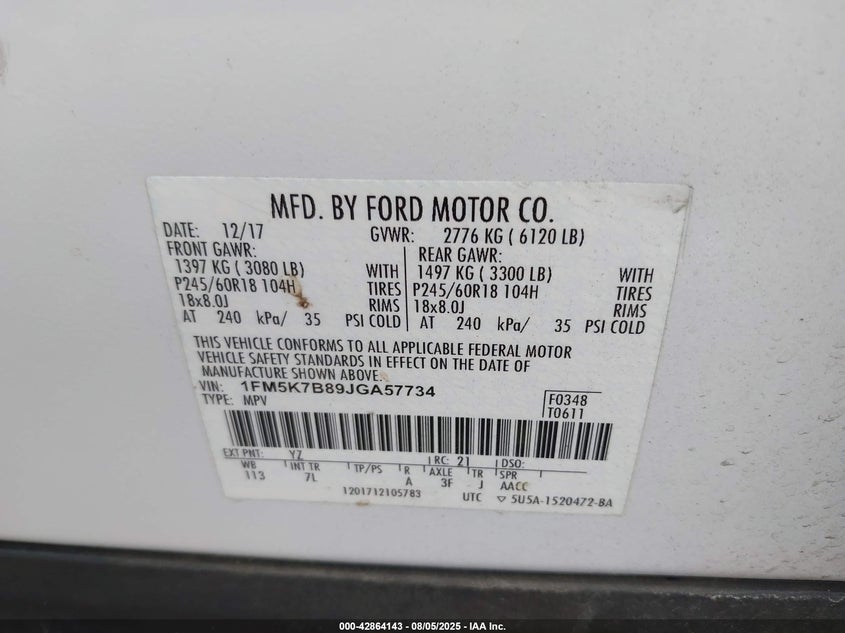 MFD. BY FORD MOTOR CO.
DATE: 12/17 GVWR: 2776 KG ( 6120 LB)
FRONT GAWR: REAR GAWR:
1397 KG ( 3080 LB) WITH 1497 KG ( 3300 LB) WITH
P245/60R18 104H TIRES P245/60R18 104H TIRES
18x8.0J RIMS 18x8.0J RIMS
AT 240 kPa/ 35 PSI COLD AT 240 kPa/ 35 PSI COLD
THIS VEHICLE CONFORMS TO ALL APPLICABLE FEDERAL MOTOR
VEHICLE SAFETY STANDARDS IN EFFECT ON THE DATE OF
MANUFACTURE SHOWN ABOVE.
VIN: 1FM5K7B89JGA57734 F0348
TYPE: MPV T0611
EXT PNT: YZ RC: 21 DSO:
WB INT TR TP/PS R AXLE TR SPR
113 7L A 3F J AACC
1201712105783 UTC ▽ 5U5A-1520472-BA
000-42864143 - 08/05/2025 - IAA Inc.